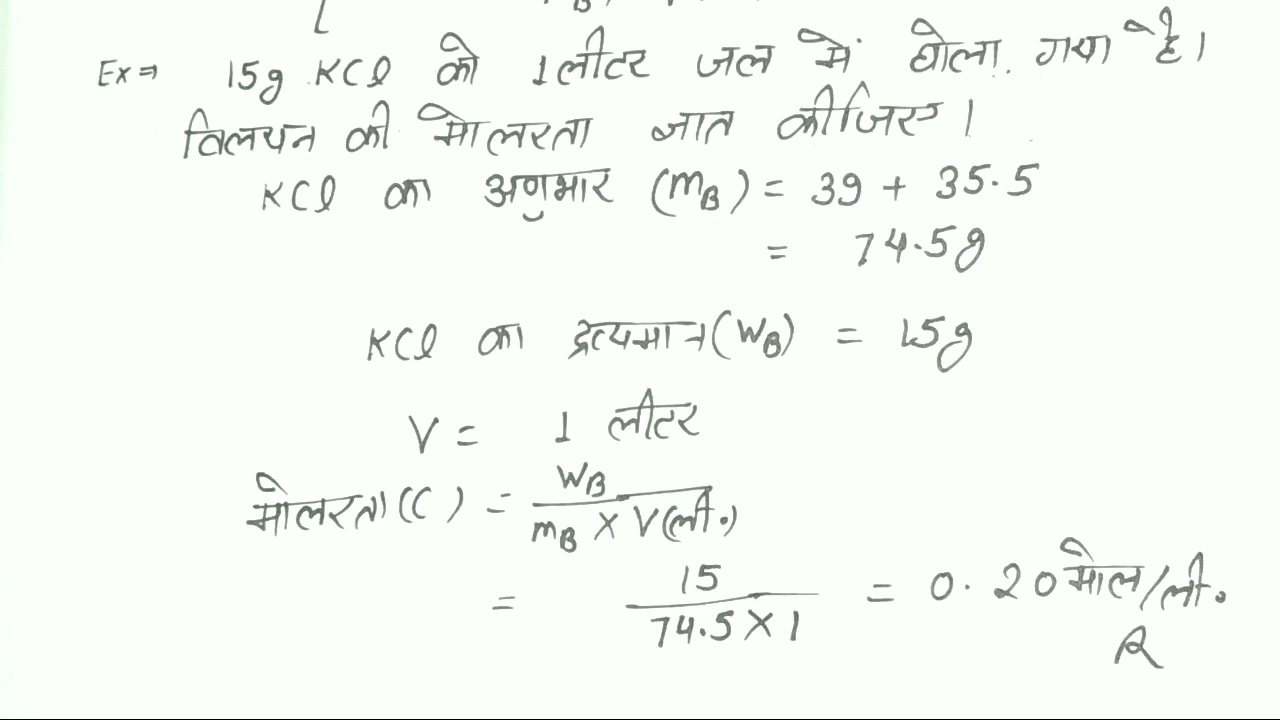 Ex⇒ 15g KCl को 1 लीटर जल में घोला गया है।
विलयन की मोलरता ज्ञात कीजिए।
KCl का अणुभार (mB) = 39 + 35.5
= 74.5g
KCl का द्रव्यमान (WB) = 15g
V = 1 लीटर
मोलरता (C) = WB / mB × V(ली.)
= 15 / 74.5 × 1 = 0.20 मोल/ली.